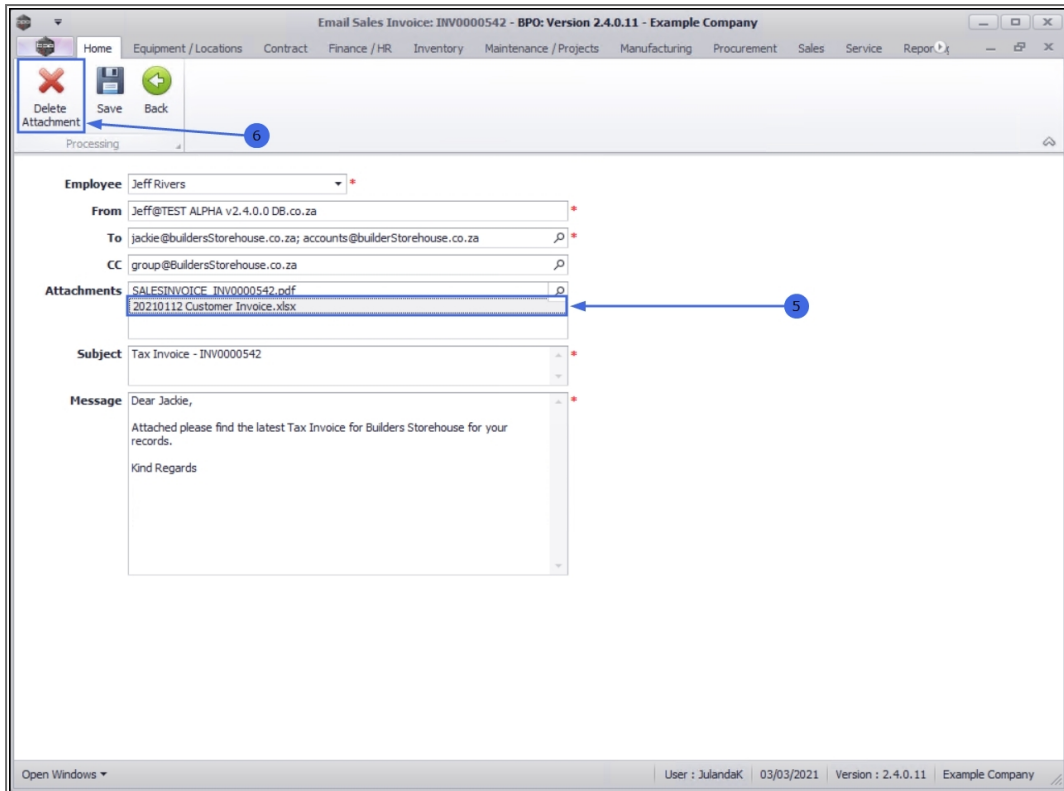 Email Sales Invoice: INV0000542 - BPO: Version 2.4.0.11 - Example Company
Home Equipment / Locations Contract Finance / HR Inventory Maintenance / Projects Manufacturing Procurement Sales Service Repor
Delete Attachment
Save
Back
Processing
6
Employee Jeff Rivers *
From Jeff@TEST ALPHA v2.4.0.0 DB.co.za *
To jackie@buildersStorehouse.co.za; accounts@builderStorehouse.co.za *
CC group@BuildersStorehouse.co.za
Attachments SALESINVOICE_INV0000542.pdf
20210112 Customer Invoice.xlsx
5
Subject Tax Invoice - INV0000542 *
Message Dear Jackie, *
Attached please find the latest Tax Invoice for Builders Storehouse for your
records.
Kind Regards
Open Windows User : JulandaK 03/03/2021 Version : 2.4.0.11 Example Company